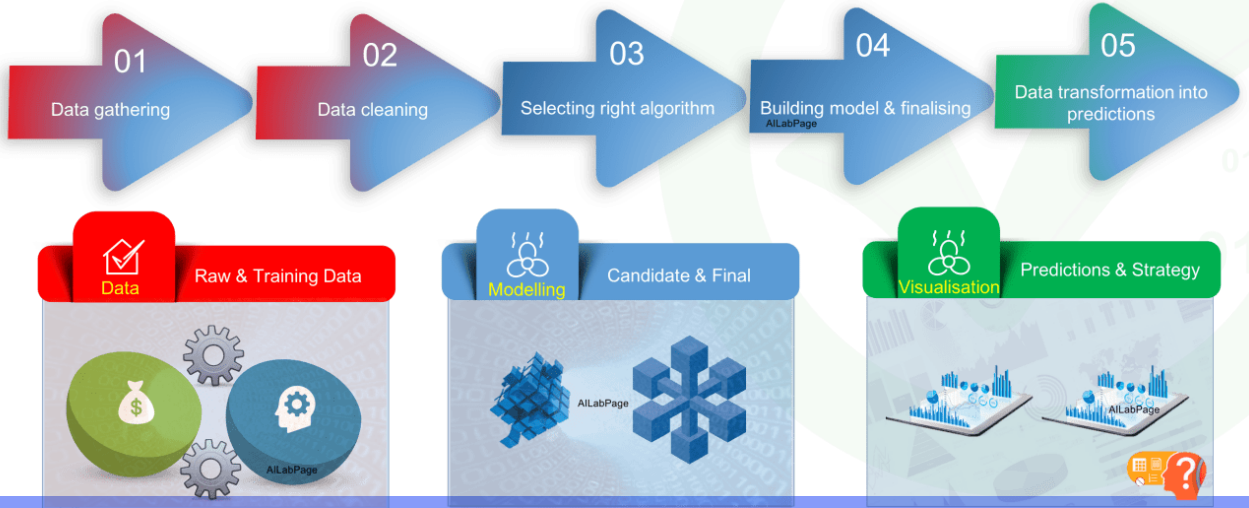 01
Data gathering
02
Data cleaning
03
Selecting right algorithm
04
Building model & finalising
AILabPage
05
Data transformation into
predictions
Data
Raw & Training Data
Modelling
Candidate & Final
Visualisation
Predictions & Strategy
$
AILabPage
AILabPage
AILabPage
?